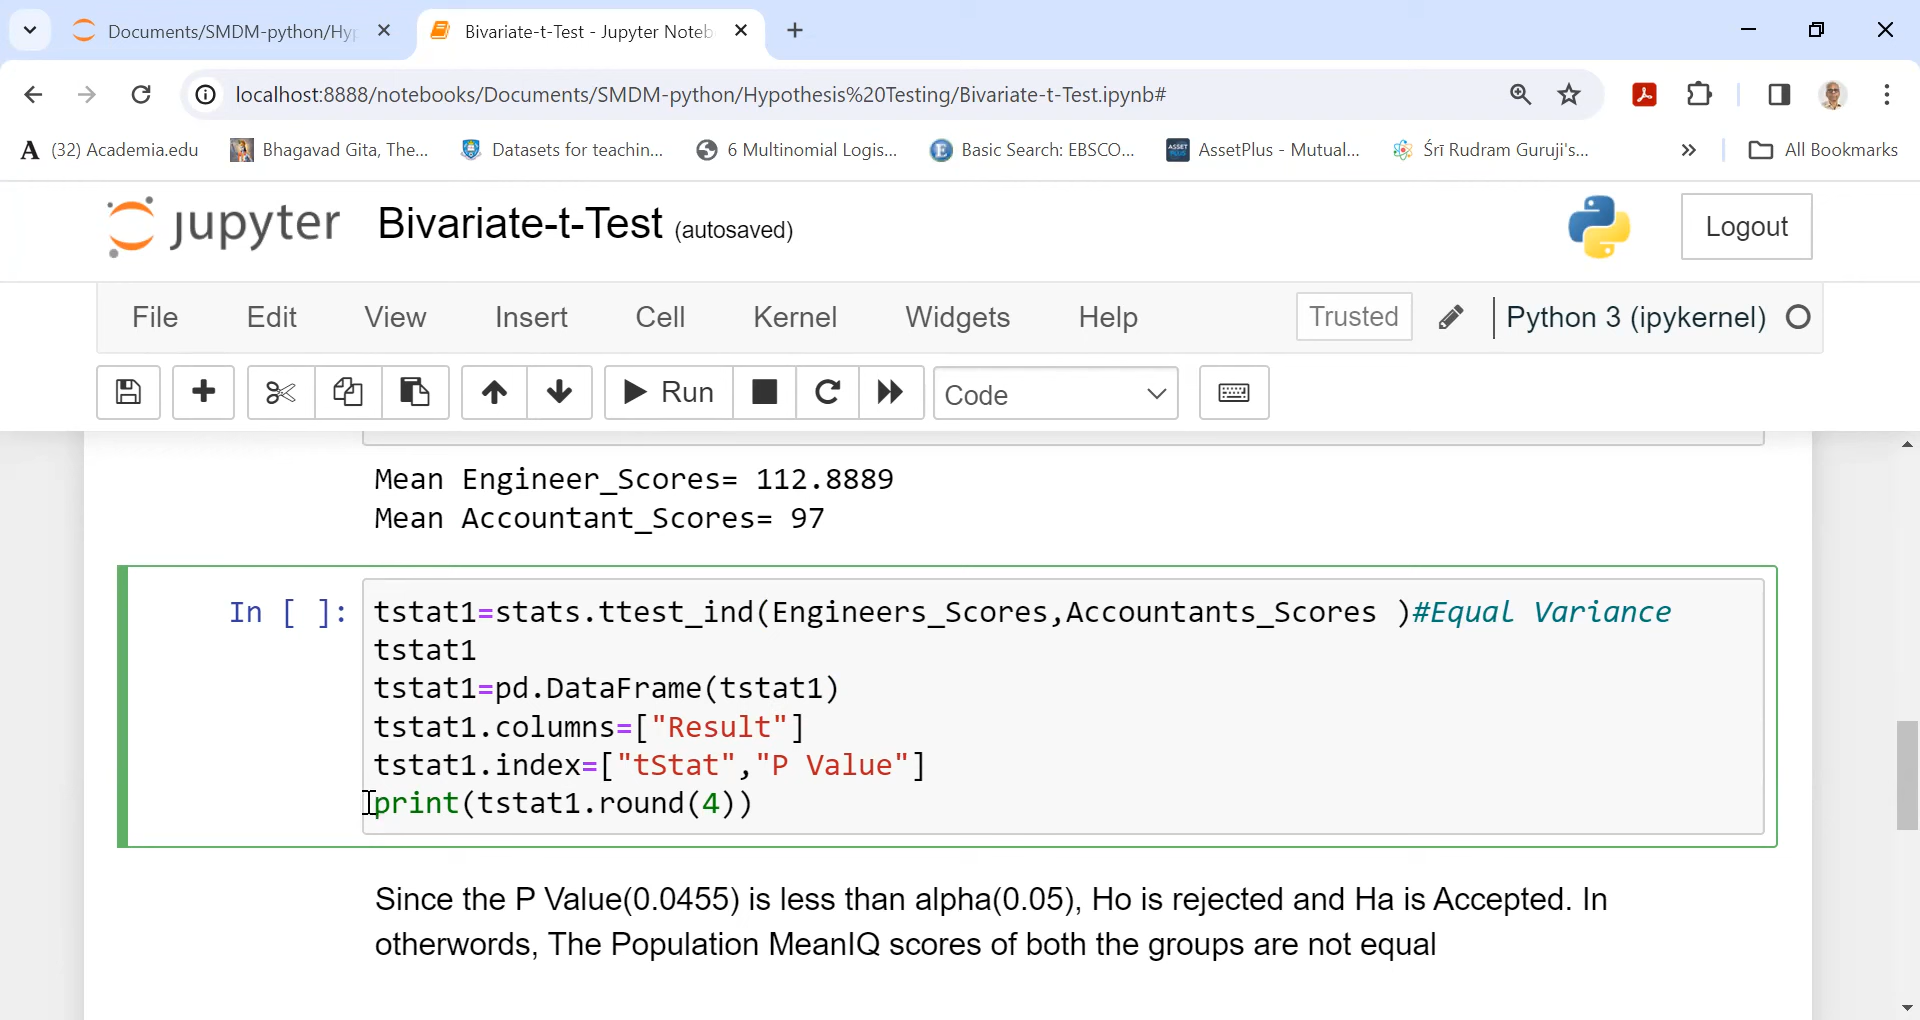 Documents/SMDM-python/Hyp
Bivariate-t-Test - Jupyter Noteb
localhost:8888/notebooks/Documents/SMDM-python/Hypothesis%20Testing/Bivariate-t-Test.ipynb#
(32) Academia.edu
Bhagavad Gita, The...
Datasets for teachin...
6 Multinomial Logis...
Basic Search: EBSCO...
AssetPlus - Mutual...
Śrī Rudram Guruji's...
All Bookmarks
jupyter
Bivariate-t-Test (autosaved)
Logout
File Edit View Insert Cell Kernel Widgets Help Trusted Python 3 (ipykernel)
Run
Code
Mean Engineer_Scores= 112.8889
Mean Accountant_Scores= 97
In [ ]: tstat1=stats.ttest_ind(Engineers_Scores,Accountants_Scores )#Equal Variance
tstat1
tstat1=pd.DataFrame(tstat1)
tstat1.columns=["Result"]
tstat1.index=["tStat","P Value"]
print(tstat1.round(4))
Since the P Value(0.0455) is less than alpha(0.05), Ho is rejected and Ha is Accepted. In
otherwords, The Population MeanIQ scores of both the groups are not equal